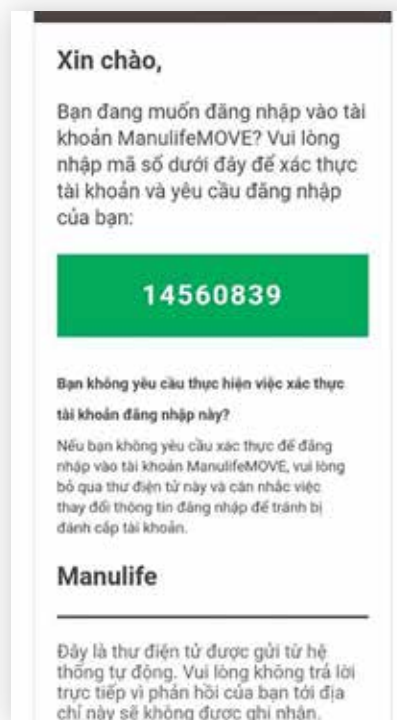 Xin chào,
Bạn đang muốn đăng nhập vào tài
khoản ManulifeMOVE? Vui lòng
nhập mã số dưới đây để xác thực
tài khoản và yêu cầu đăng nhập
của bạn:
14560839
Bạn không yêu cầu thực hiện việc xác thực
tài khoản đăng nhập này?
Nếu bạn không yêu cầu xác thực để đăng
nhập vào tài khoản ManulifeMOVE, vui lòng
bỏ qua thư điện tử này và cân nhắc việc
thay đổi thông tin đăng nhập để tránh bị
đánh cắp tài khoản.
Manulife
Đây là thư điện tử được gửi từ hệ
thống tự động. Vui lòng không trả lời
trực tiếp vì phản hồi của bạn tới địa
chỉ này sẽ không được ghi nhận.